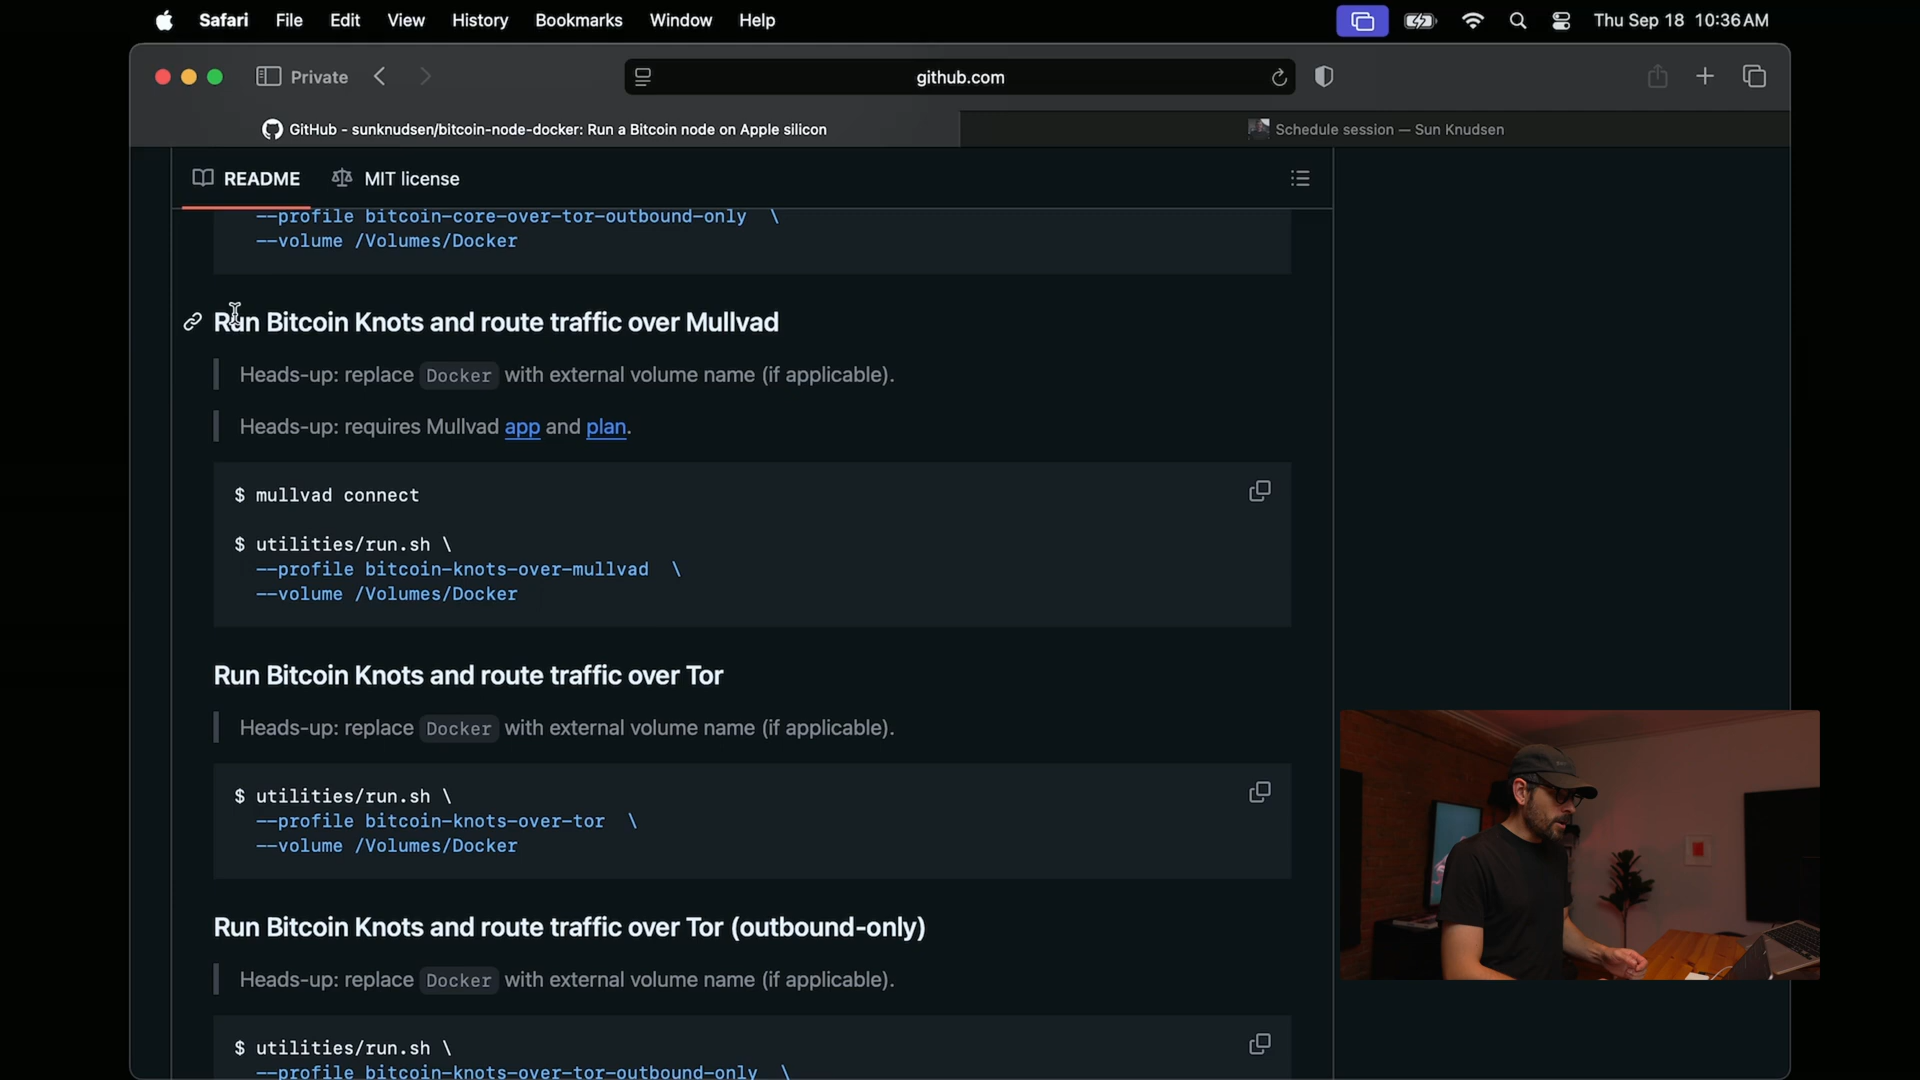 Safari File Edit View History Bookmarks Window Help Thu Sep 18 10:36 AM
Private github.com
GitHub - sunknudsen/bitcoin-node-docker: Run a Bitcoin node on Apple silicon
Schedule session — Sun Knudsen
README MIT license
--profile bitcoin-core-over-tor-outbound-only \
--volume /Volumes/Docker
Run Bitcoin Knots and route traffic over Mullvad
Heads-up: replace Docker with external volume name (if applicable).
Heads-up: requires Mullvad app and plan.
$ mullvad connect
$ utilities/run.sh \
--profile bitcoin-knots-over-mullvad \
--volume /Volumes/Docker
Run Bitcoin Knots and route traffic over Tor
Heads-up: replace Docker with external volume name (if applicable).
$ utilities/run.sh \
--profile bitcoin-knots-over-tor \
--volume /Volumes/Docker
Run Bitcoin Knots and route traffic over Tor (outbound-only)
Heads-up: replace Docker with external volume name (if applicable).
$ utilities/run.sh \
--profile bitcoin-knots-over-tor-outbound-only \